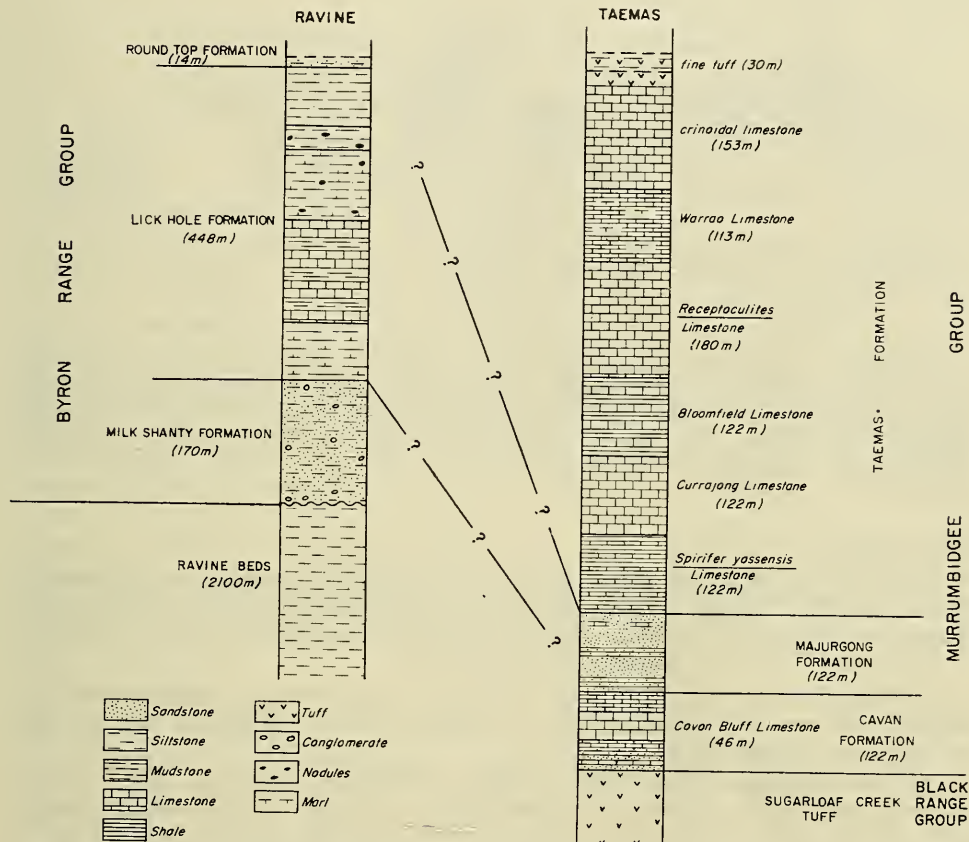 RAVINE
ROUND TOP FORMATION
(14m)
BYRON RANGE GROUP
LICK HOLE FORMATION
(448m)
MILK SHANTY FORMATION
(170m)
RAVINE BEDS
(2100m)
?
?
?
?
?
?
?
TAEMAS
fine tuff (30m)
crinoidal limestone
(153m)
Warrao Limestone
(113m)
Receptaculites
Limestone
(180m)
Bloomfield Limestone
(122m)
Currajong Limestone
(122m)
Spirifer yassensis
Limestone
(122m)
TAEMAS FORMATION
MURRUMBIDGEE GROUP
MAJURGONG
FORMATION
(122m)
Cavan Bluff Limestone
(46m)
CAVAN
FORMATION
(122m)
SUGARLOAF CREEK
TUFF
BLACK
RANGE
GROUP
Sandstone
Siltstone
Mudstone
Limestone
Shale
Tuff
Conglomerate
Nodules
Marl